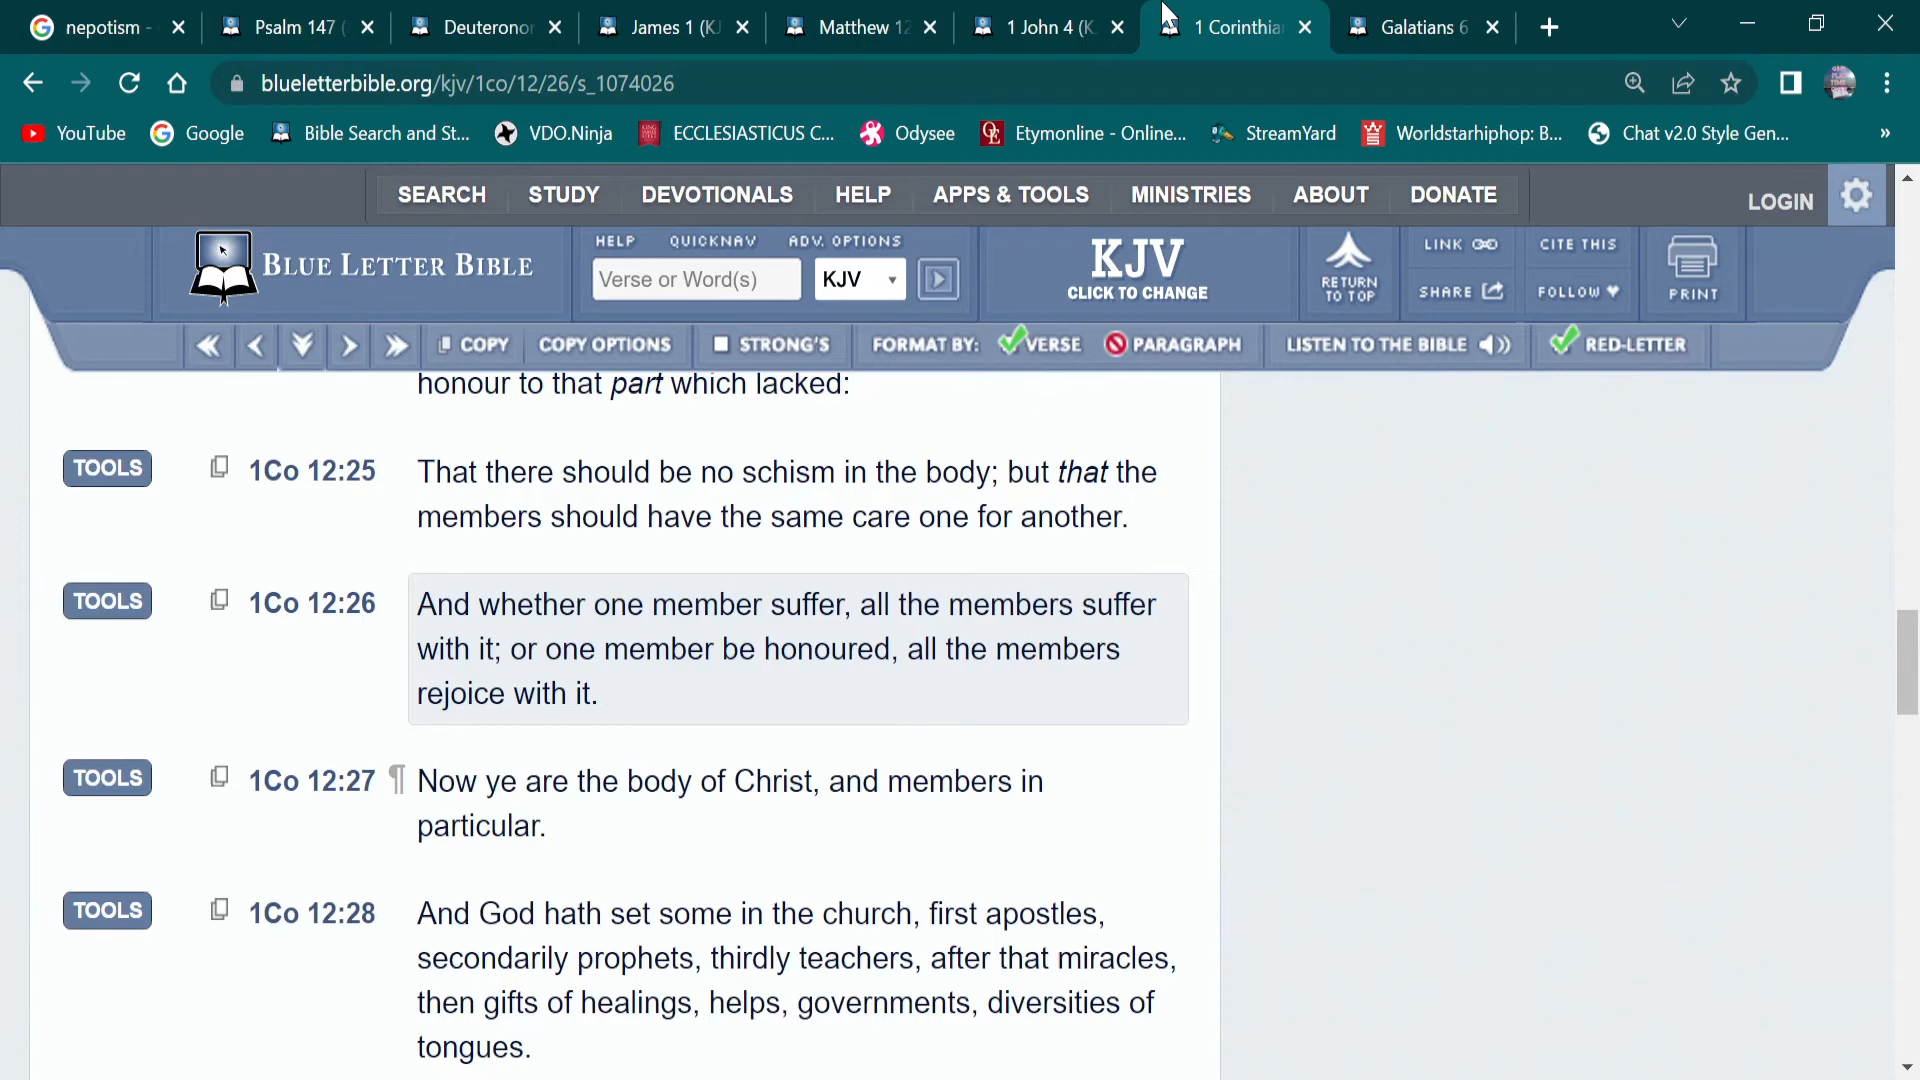 nepotism -
Psalm 147 (
Deuteronor
James 1 (KJ
Matthew 12
1 John 4 (K
1 Corinthia
Galatians 6
blueletterbible.org/kjv/1co/12/26/s_1074026
YouTube
Google
Bible Search and St...
VDO.Ninja
ECCLESIASTICUS C...
Odysee
Etymonline - Online...
StreamYard
Worldstarhiphop: B...
Chat v2.0 Style Gen...
»
SEARCH
STUDY
DEVOTIONALS
HELP
APPS & TOOLS
MINISTRIES
ABOUT
DONATE
LOGIN
BLUE LETTER BIBLE
HELP
QUICKNAV
ADV. OPTIONS
Verse or Word(s)
KJV
KJV
CLICK TO CHANGE
RETURN
TO TOP
LINK
SHARE
CITE THIS
FOLLOW
PRINT
COPY
COPY OPTIONS
STRONG'S
FORMAT BY:
VERSE
PARAGRAPH
LISTEN TO THE BIBLE
RED-LETTER
honour to that part which lacked:
TOOLS
1Co 12:25
That there should be no schism in the body; but that the
members should have the same care one for another.
TOOLS
1Co 12:26
And whether one member suffer, all the members suffer
with it; or one member be honoured, all the members
rejoice with it.
TOOLS
1Co 12:27
¶ Now ye are the body of Christ, and members in
particular.
TOOLS
1Co 12:28
And God hath set some in the church, first apostles,
secondarily prophets, thirdly teachers, after that miracles,
then gifts of healings, helps, governments, diversities of
tongues.